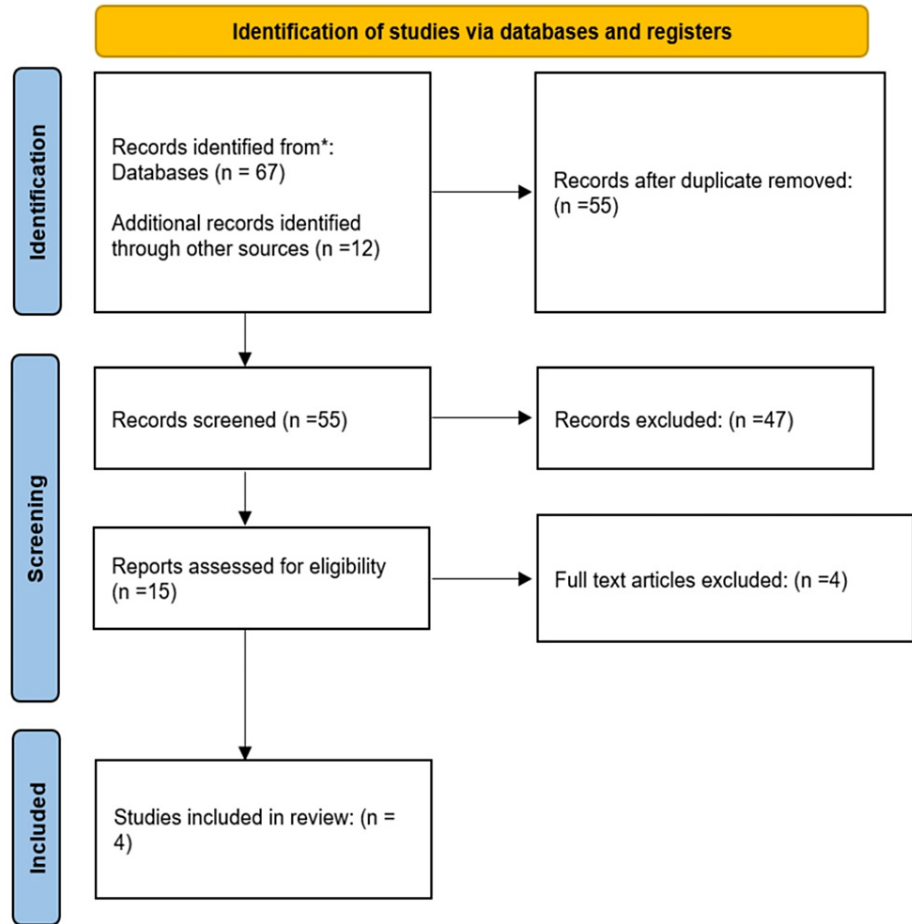 Identification of studies via databases and registers
Identification
Records identified from*:
Databases (n = 67)
Additional records identified
through other sources (n =12)
Records after duplicate removed:
(n =55)
Screening
Records screened (n =55)
Records excluded: (n =47)
Reports assessed for eligibility
(n =15)
Full text articles excluded: (n =4)
Included
Studies included in review: (n =
4)